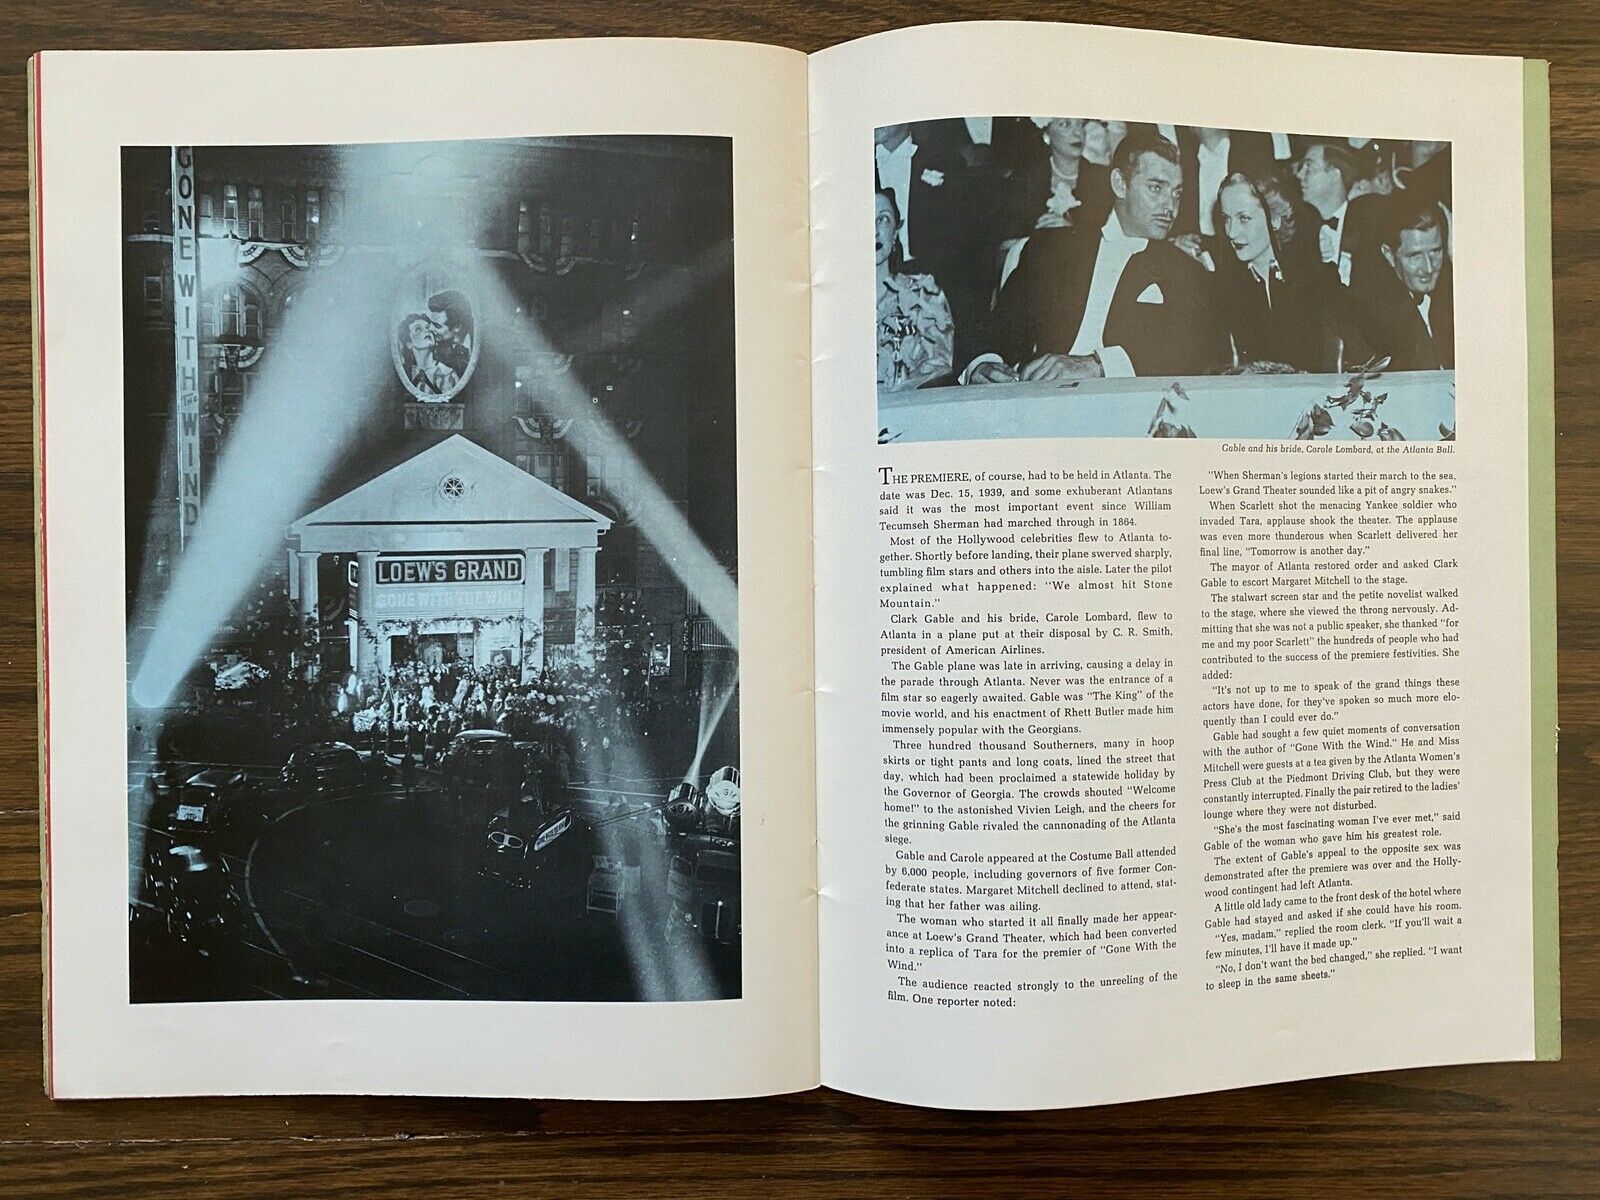 GONE WITH The WIND
LOEW'S GRAND
GONE WITH THE WIND
Gable and his bride, Carole Lombard, at the Atlanta Ball.
THE PREMIERE, of course, had to be held in Atlanta. The
date was Dec. 15, 1939, and some exhuberant Atlantans
said it was the most important event since William
Tecumseh Sherman had marched through in 1864.
Most of the Hollywood celebrities flew to Atlanta to-
gether. Shortly before landing, their plane swerved sharply,
tumbling film stars and others into the aisle. Later the pilot
explained what happened: "We almost hit Stone
Mountain."
Clark Gable and his bride, Carole Lombard, flew to
Atlanta in a plane put at their disposal by C. R. Smith,
president of American Airlines.
The Gable plane was late in arriving, causing a delay in
the parade through Atlanta. Never was the entrance of a
film star so eagerly awaited. Gable was "The King" of the
movie world, and his enactment of Rhett Butler made him
immensely popular with the Georgians.
Three hundred thousand Southerners, many in hoop
skirts or tight pants and long coats, lined the street that
day, which had been proclaimed a statewide holiday by
the Governor of Georgia. The crowds shouted "Welcome
home!" to the astonished Vivien Leigh, and the cheers for
the grinning Gable rivaled the cannonading of the Atlanta
siege.
Gable and Carole appeared at the Costume Ball attended
by 6,000 people, including governors of five former Con-
federate states. Margaret Mitchell declined to attend, stat-
ing that her father was ailing.
The woman who started it all finally made her appear-
ance at Loew's Grand Theater, which had been converted
into a replica of Tara for the premier of "Gone With the
Wind."
The audience reacted strongly to the unreeling of the
film. One reporter noted:
"When Sherman's legions started their march to the sea,
Loew's Grand Theater sounded like a pit of angry snakes."
When Scarlett shot the menacing Yankee soldier who
invaded Tara, applause shook the theater. The applause
was even more thunderous when Scarlett delivered her
final line, "Tomorrow is another day."
The mayor of Atlanta restored order and asked Clark
Gable to escort Margaret Mitchell to the stage.
The stalwart screen star and the petite novelist walked
to the stage, where she viewed the throng nervously. Ad-
mitting that she was not a public speaker, she thanked "for
me and my poor Scarlett" the hundreds of people who had
contributed to the success of the premiere festivities. She
added:
"It's not up to me to speak of the grand things these
actors have done, for they've spoken so much more elo-
quently than I could ever do."
Gable had sought a few quiet moments of conversation
with the author of "Gone With the Wind." He and Miss
Mitchell were guests at a tea given by the Atlanta Women's
Press Club at the Piedmont Driving Club, but they were
constantly interrupted. Finally the pair retired to the ladies'
lounge where they were not disturbed.
"She's the most fascinating woman I've ever met," said
Gable of the woman who gave him his greatest role.
The extent of Gable's appeal to the opposite sex was
demonstrated after the premiere was over and the Holly-
wood contingent had left Atlanta.
A little old lady came to the front desk of the hotel where
Gable had stayed and asked if she could have his room.
"Yes, madam," replied the room clerk. "If you'll wait a
few minutes, I'll have it made up."
"No, I don't want the bed changed," she replied. "I want
to sleep in the same sheets."